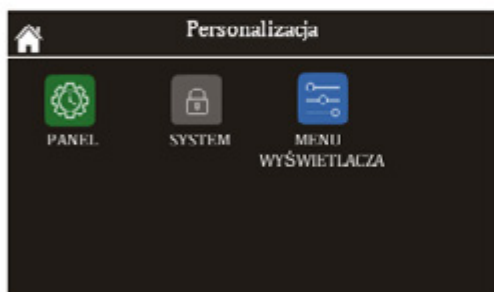 Personalizacja
PANEL
SYSTEM
MENU
WYŚWIETLACZA